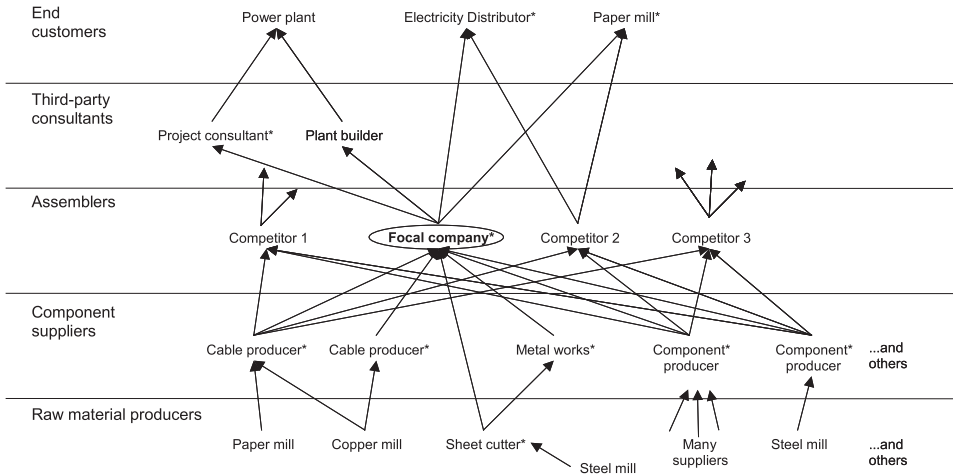 End
customers
Power plant
Electricity Distributor*
Paper mill*
Third-party
consultants
Project consultant*
Plant builder
Assemblers
Competitor 1
Focal company*
Competitor 2
Competitor 3
Component
suppliers
Cable producer*
Cable producer*
Metal works*
Component*
producer
Component*
producer
...and
others
Raw material producers
Paper mill
Copper mill
Sheet cutter*
Steel mill
Many
suppliers
Steel mill
...and
others